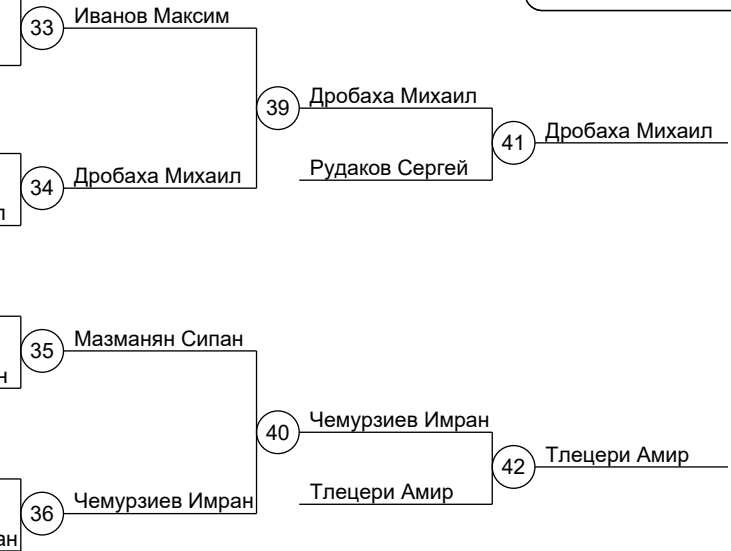 33 Иванов Максим
39 Дробаха Михаил
41 Дробаха Михаил
Рудаков Сергей
34 Дробаха Михаил
35 Мазманян Сипан
40 Чемурзиев Имран
42 Тлецери Амир
Тлецери Амир
36 Чемурзиев Имран